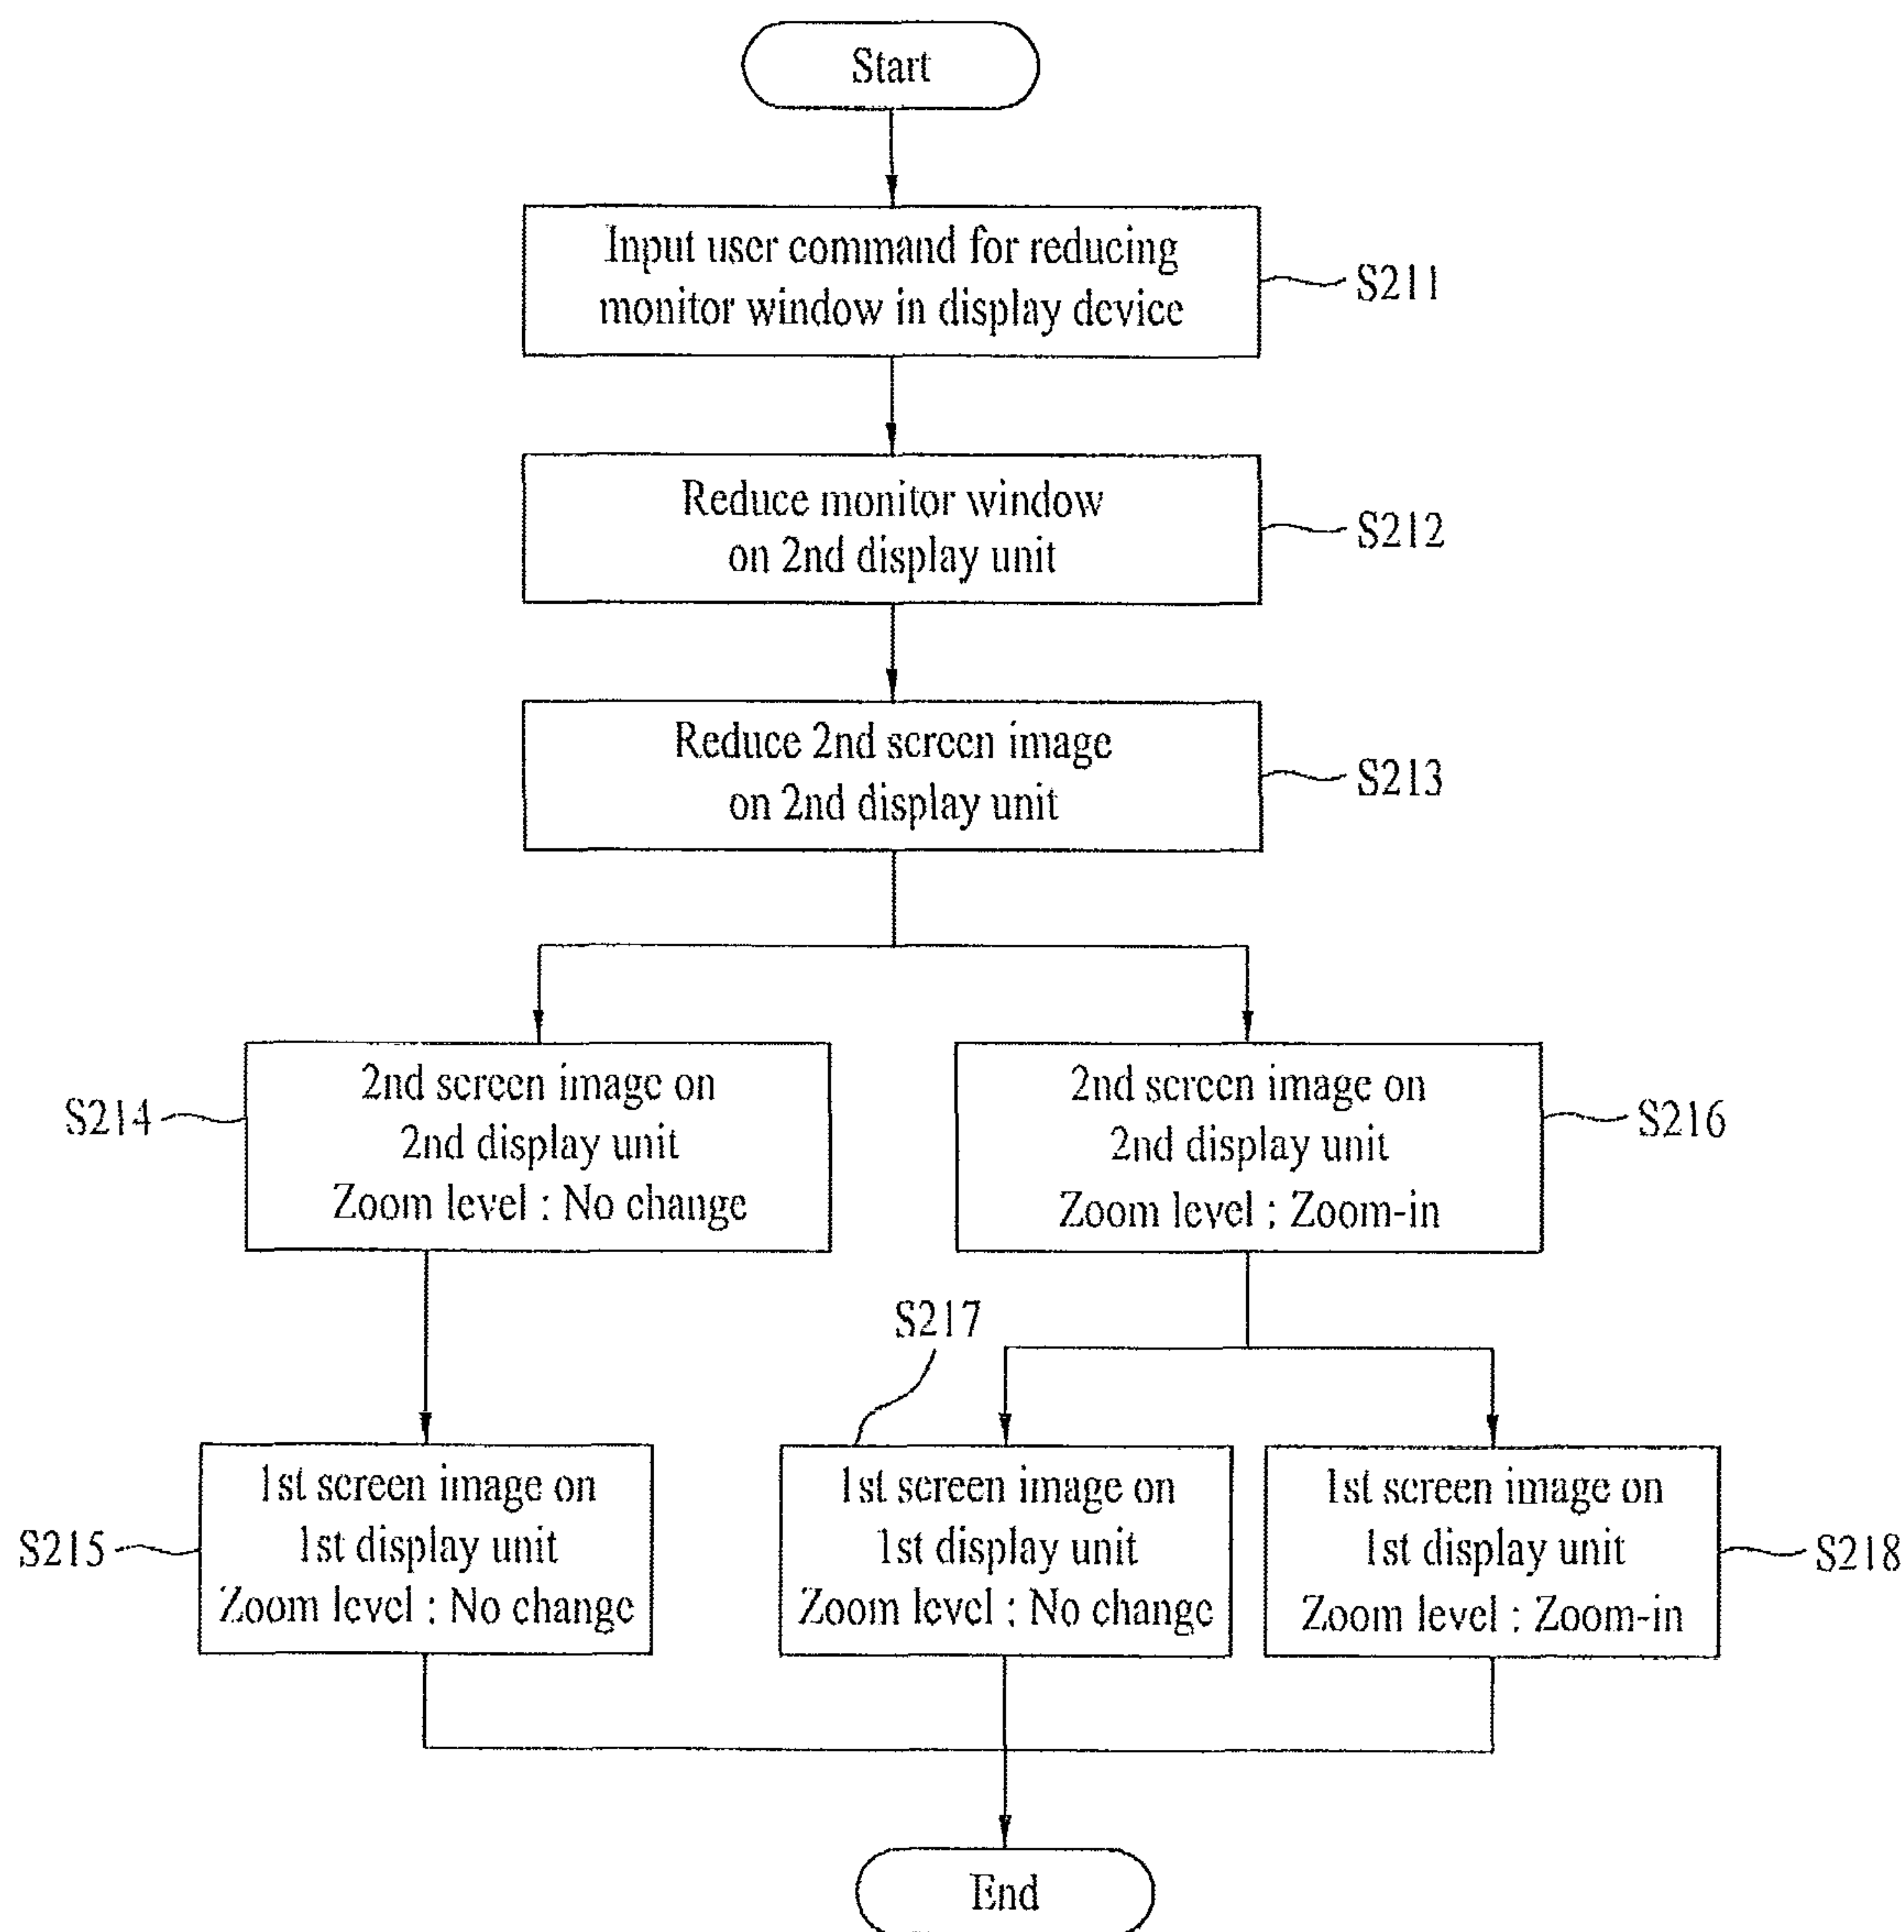 Start
Input user command for reducing
monitor window in display device
S211
Reduce monitor window
on 2nd display unit
S212
Reduce 2nd screen image
on 2nd display unit
S213
2nd screen image on
2nd display unit
Zoom level : No change
S214
2nd screen image on
2nd display unit
Zoom level : Zoom-in
S216
S217
1st screen image on
1st display unit
Zoom level : No change
S215
1st screen image on
1st display unit
Zoom level : No change
1st screen image on
1st display unit
Zoom level : Zoom-in
S218
End